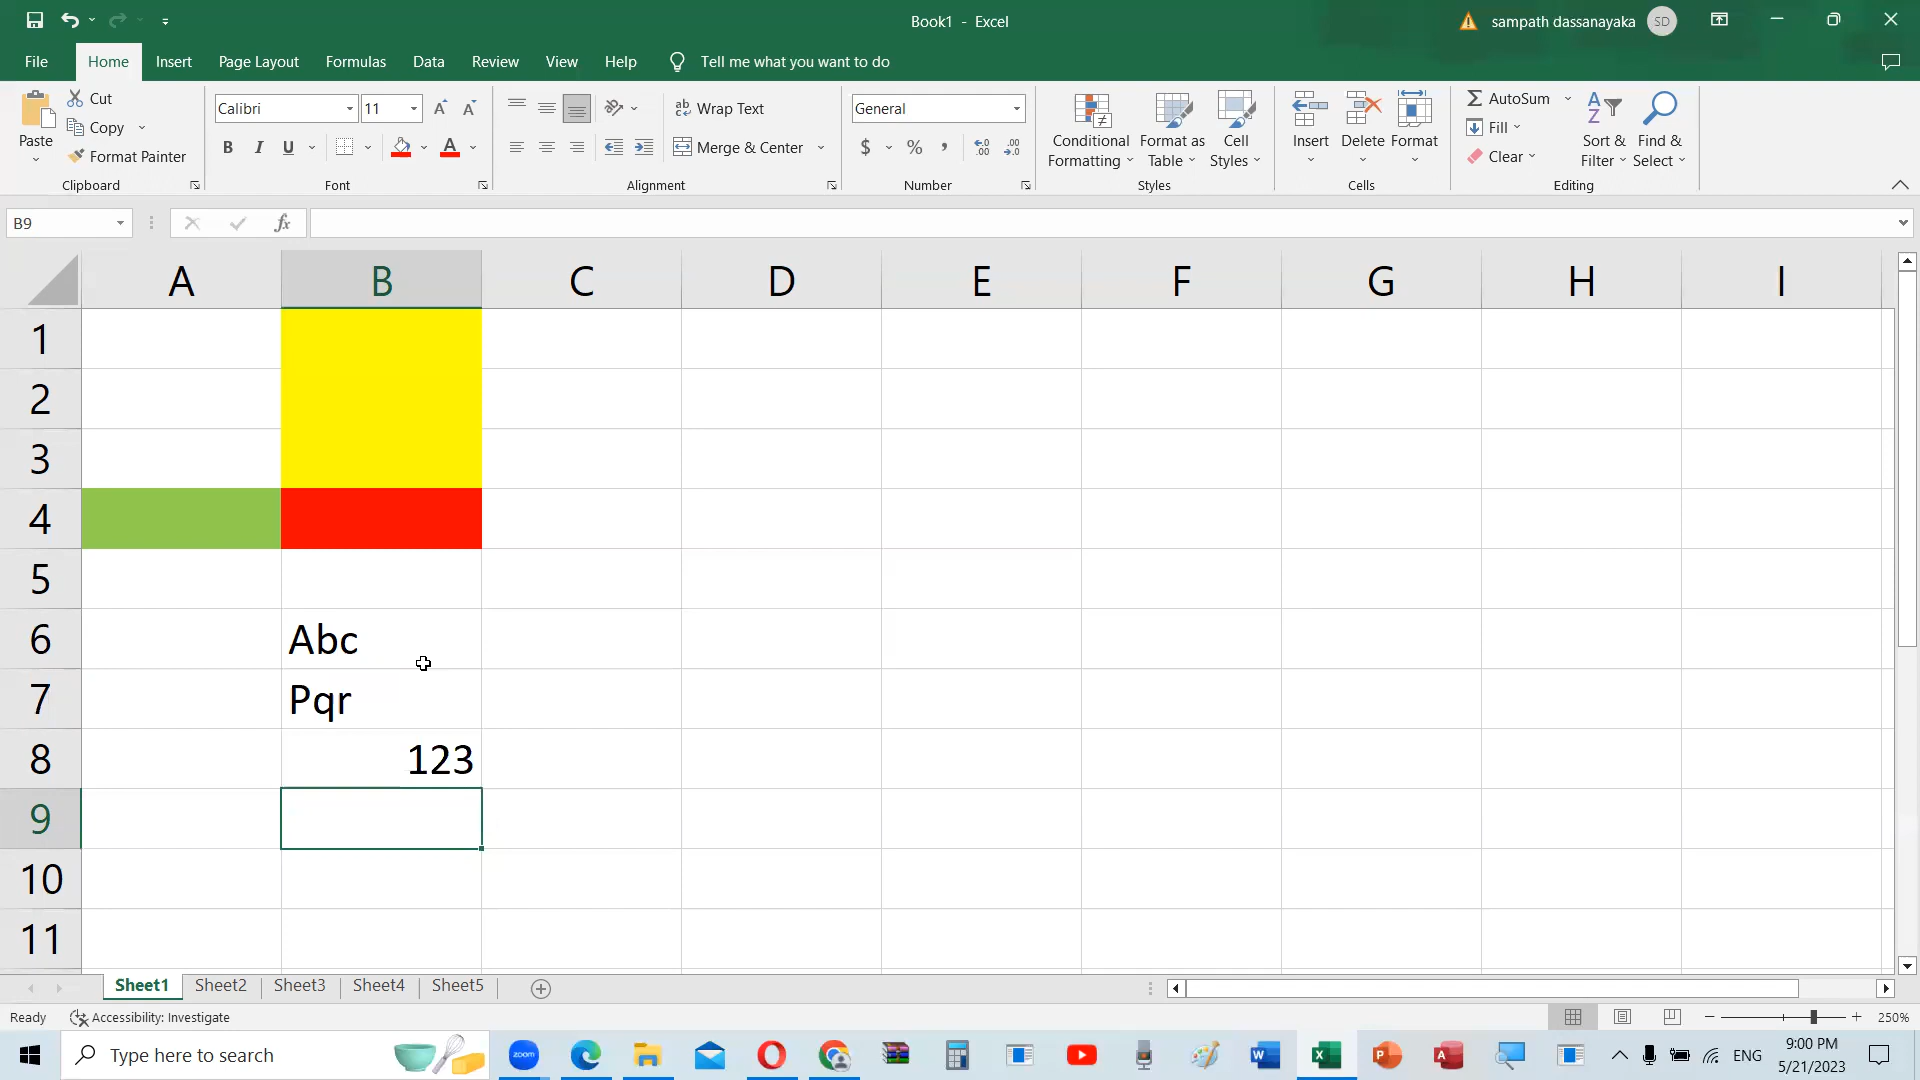 Book1 - Excel
sampath dassanayaka SD
File Home Insert Page Layout Formulas Data Review View Help Tell me what you want to do
Paste
Cut
Copy
Format Painter
Clipboard
Calibri 11
B I U
Font
Wrap Text
Merge & Center
Alignment
General
$ % ,
Number
Conditional Formatting
Format as Table
Cell Styles
Styles
Insert Delete Format
Cells
AutoSum
Fill
Clear
Sort & Filter
Find & Select
Editing
B9 fx
A B C D E F G H I
1
2
3
4
5
6 Abc
7 Pqr
8 123
9
10
11
Sheet1 Sheet2 Sheet3 Sheet4 Sheet5
Ready Accessibility: Investigate 250%
Type here to search
zoom
ENG
9:00 PM
5/21/2023